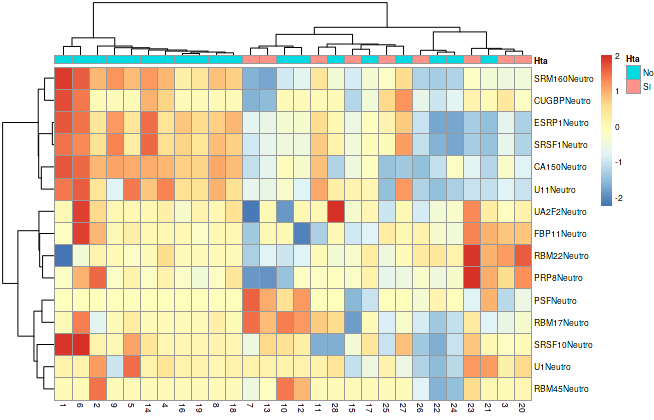 Hta
SRM160Neutro
CUGBPNeutro
ESRP1Neutro
SRSF1Neutro
CA150Neutro
U11Neutro
UA2F2Neutro
FBP11Neutro
RBM22Neutro
PRP8Neutro
PSFNeutro
RBM17Neutro
SRSF10Neutro
U1Neutro
RBM45Neutro
1 6 2 9 5 14 4 16 19 8 18 7 13 10 12 11 28 15 17 25 27 26 22 24 23 21 3 20
2
1
0
-1
-2
Hta
No
SI